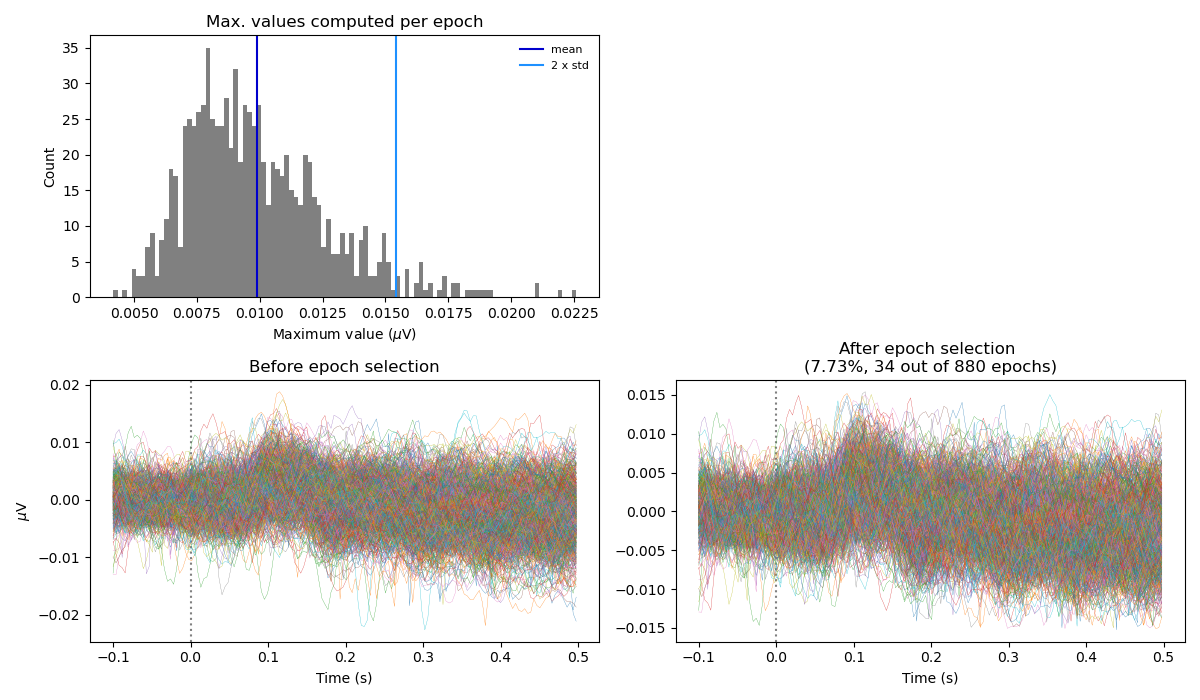 Max. values computed per epoch
35
30
25
20
15
10
5
0
Count
mean
2 x std
0.0050 0.0075 0.0100 0.0125 0.0150 0.0175 0.0200 0.0225
Maximum value (μV)
Before epoch selection
0.02
0.01
0.00
−0.01
−0.02
μV
−0.1 0.0 0.1 0.2 0.3 0.4 0.5
Time (s)
After epoch selection
(7.73%, 34 out of 880 epochs)
0.015
0.010
0.005
0.000
−0.005
−0.010
−0.015
−0.1 0.0 0.1 0.2 0.3 0.4 0.5
Time (s)